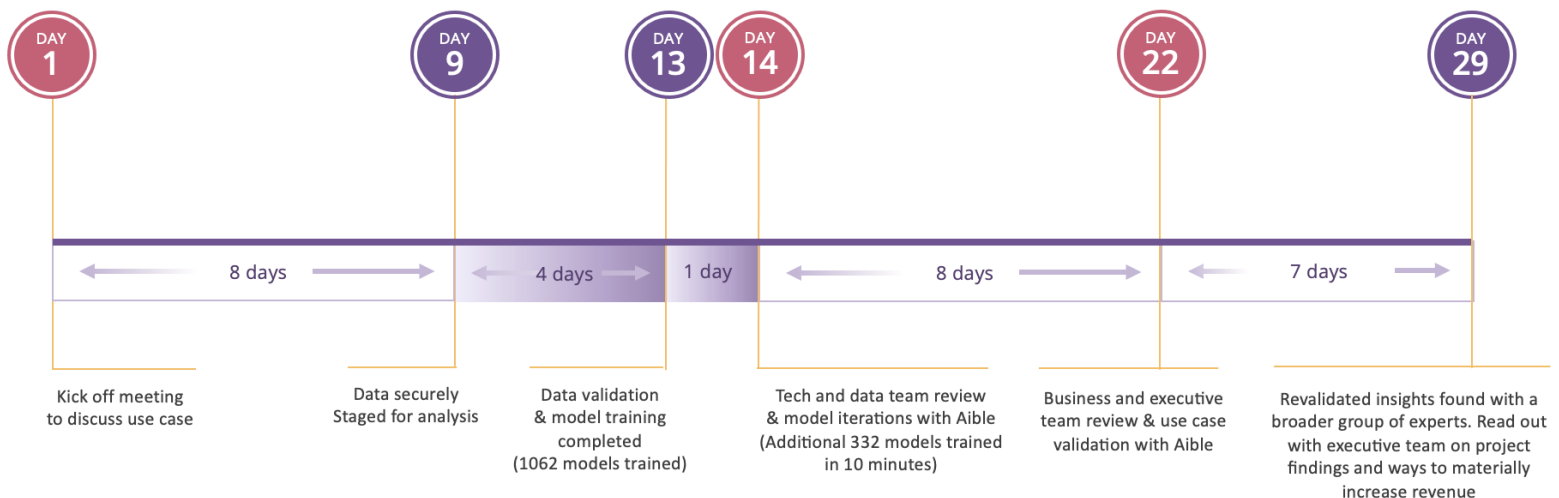 DAY
1
DAY
9
DAY
13
DAY
14
DAY
22
DAY
29
8 days
4 days
1 day
8 days
7 days
Kick off meeting
to discuss use case
Data securely
Staged for analysis
Data validation
& model training
completed
(1062 models trained)
Tech and data team review
& model iterations with Aible
(Additional 332 models trained
in 10 minutes)
Business and executive
team review & use case
validation with Aible
Revalidated insights found with a
broader group of experts. Read out
with executive team on project
findings and ways to materially
increase revenue